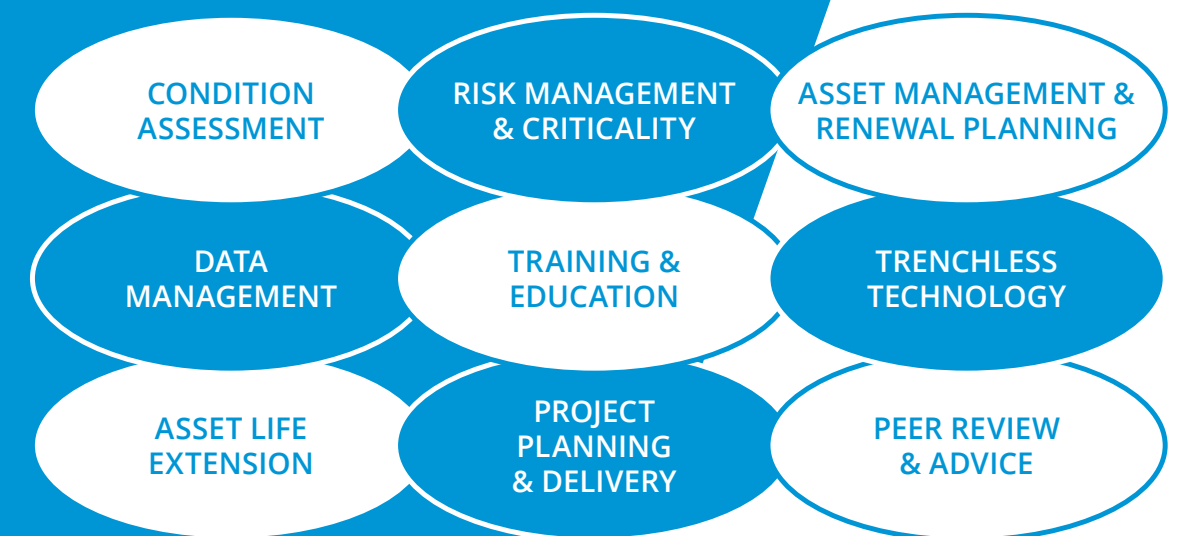 CONDITION
ASSESSMENT
RISK MANAGEMENT
& CRITICALITY
ASSET MANAGEMENT &
RENEWAL PLANNING
DATA
MANAGEMENT
TRAINING &
EDUCATION
TRENCHLESS
TECHNOLOGY
ASSET LIFE
EXTENSION
PROJECT
PLANNING
& DELIVERY
PEER REVIEW
& ADVICE